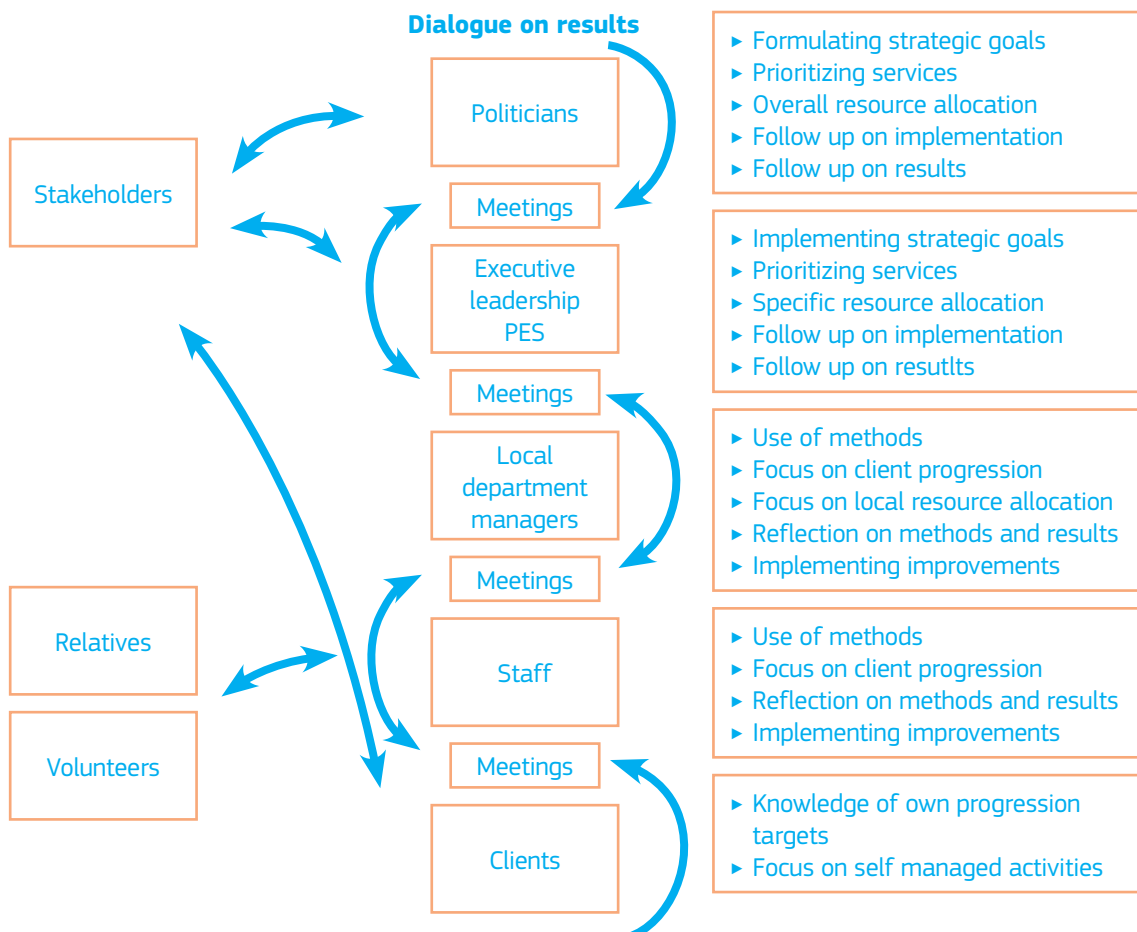 Dialogue on results
Politicians
Meetings
Executive
leadership
PES
Meetings
Local
department
managers
Meetings
Staff
Meetings
Clients
Stakeholders
Relatives
Volunteers
▸ Formulating strategic goals
▸ Prioritizing services
▸ Overall resource allocation
▸ Follow up on implementation
▸ Follow up on results
▸ Implementing strategic goals
▸ Prioritizing services
▸ Specific resource allocation
▸ Follow up on implementation
▸ Follow up on resutlts
▸ Use of methods
▸ Focus on client progression
▸ Focus on local resource allocation
▸ Reflection on methods and results
▸ Implementing improvements
▸ Use of methods
▸ Focus on client progression
▸ Reflection on methods and results
▸ Implementing improvements
▸ Knowledge of own progression
targets
▸ Focus on self managed activities